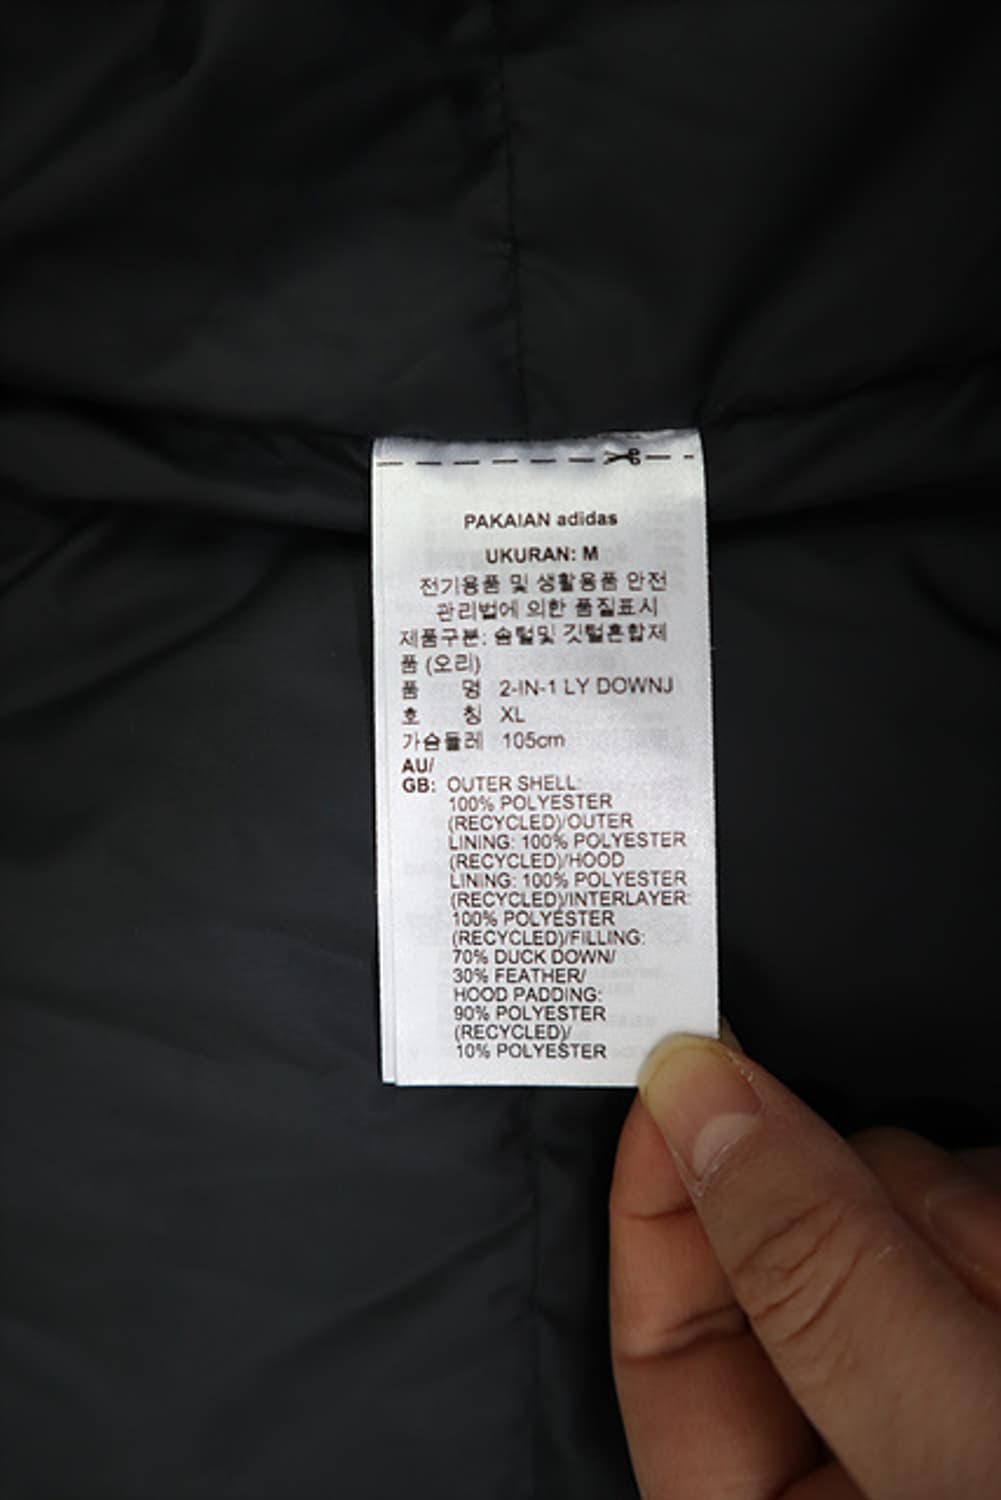 PAKAIAN adidas
UKURAN: M
전기용품 및 생활용품 안전
관리법에 의한 품질표시
제품구분: 솜털및 깃털혼합제
품 (오리)
품 명 2-IN-1 LY DOWNJ
호 칭 XL
가슴둘레 105cm
AU/
GB: OUTER SHELL:
100% POLYESTER
(RECYCLED)/OUTER
LINING: 100% POLYESTER
(RECYCLED)/HOOD
LINING: 100% POLYESTER
(RECYCLED)/INTERLAYER:
100% POLYESTER
(RECYCLED)/FILLING:
70% DUCK DOWN/
30% FEATHER/
HOOD PADDING:
90% POLYESTER
(RECYCLED)/
10% POLYESTER